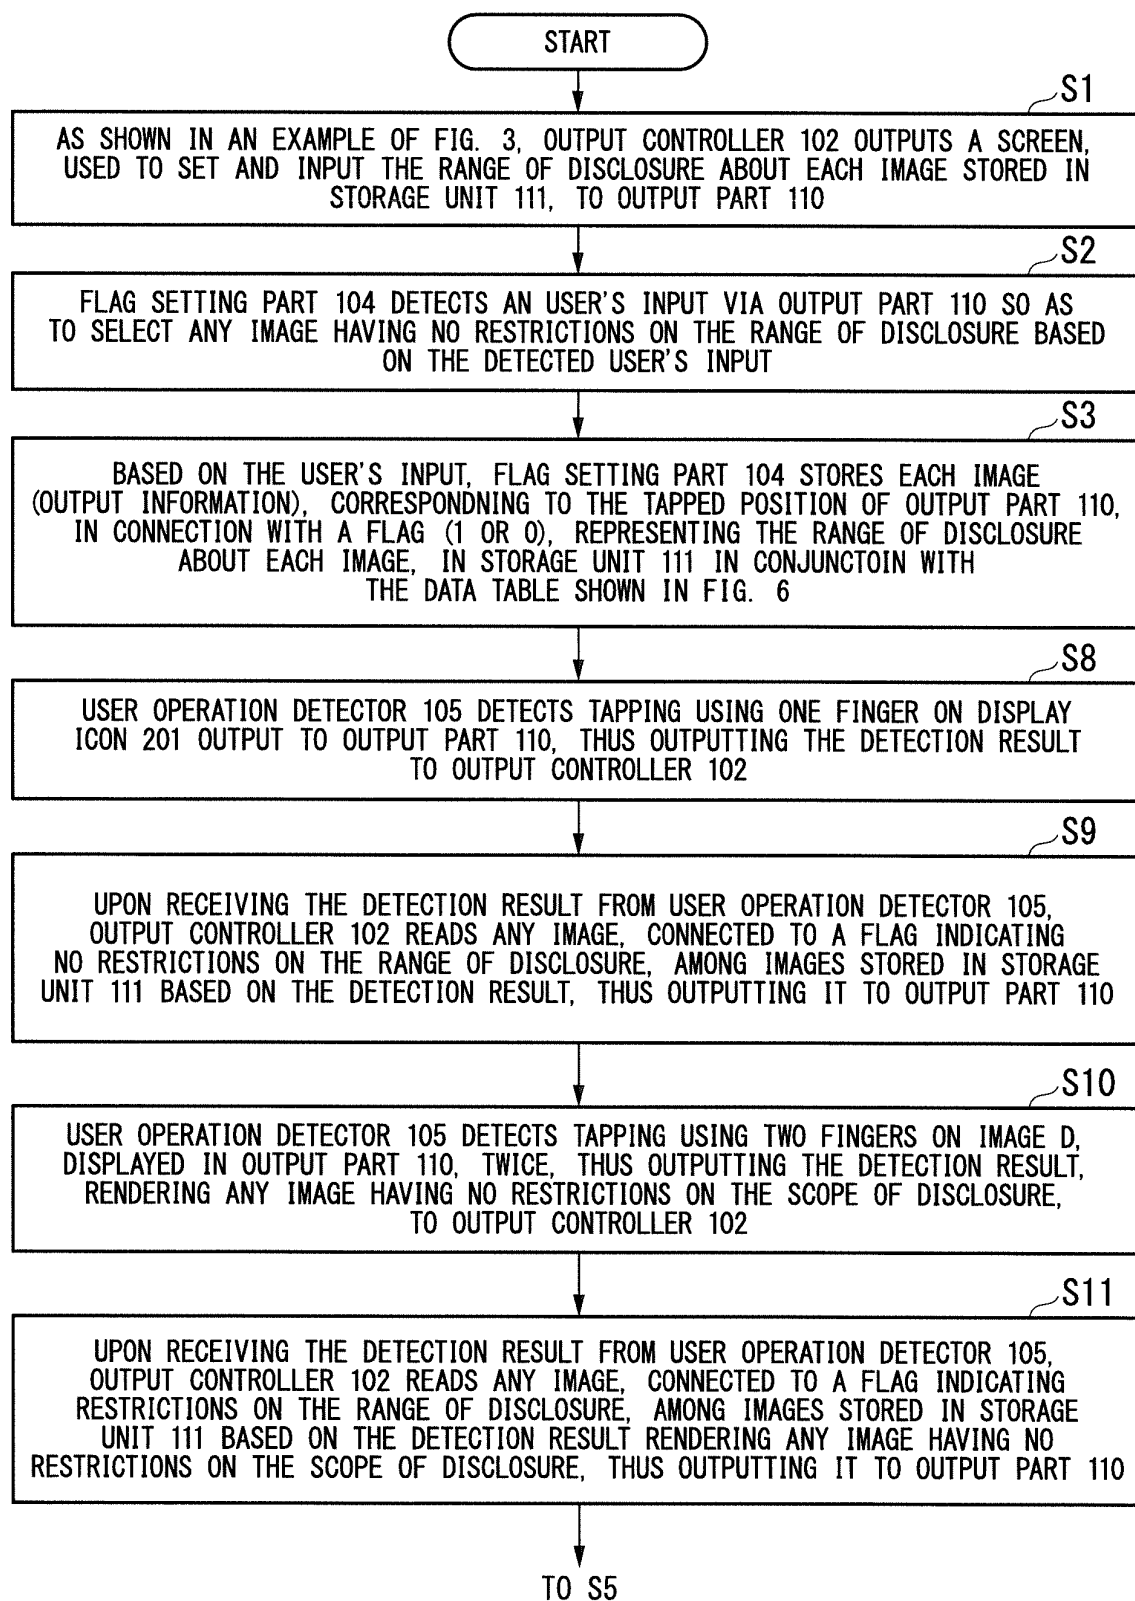 START
S1
AS SHOWN IN AN EXAMPLE OF FIG. 3, OUTPUT CONTROLLER 102 OUTPUTS A SCREEN,
USED TO SET AND INPUT THE RANGE OF DISCLOSURE ABOUT EACH IMAGE STORED IN
STORAGE UNIT 111, TO OUTPUT PART 110
S2
FLAG SETTING PART 104 DETECTS AN USER'S INPUT VIA OUTPUT PART 110 SO AS
TO SELECT ANY IMAGE HAVING NO RESTRICTIONS ON THE RANGE OF DISCLOSURE BASED
ON THE DETECTED USER'S INPUT
S3
BASED ON THE USER'S INPUT, FLAG SETTING PART 104 STORES EACH IMAGE
(OUTPUT INFORMATION), CORRESPONDNING TO THE TAPPED POSITION OF OUTPUT PART 110,
IN CONNECTION WITH A FLAG (1 OR 0), REPRESENTING THE RANGE OF DISCLOSURE
ABOUT EACH IMAGE, IN STORAGE UNIT 111 IN CONJUNCTOIN WITH
THE DATA TABLE SHOWN IN FIG. 6
S8
USER OPERATION DETECTOR 105 DETECTS TAPPING USING ONE FINGER ON DISPLAY
ICON 201 OUTPUT TO OUTPUT PART 110, THUS OUTPUTTING THE DETECTION RESULT
TO OUTPUT CONTROLLER 102
S9
UPON RECEIVING THE DETECTION RESULT FROM USER OPERATION DETECTOR 105,
OUTPUT CONTROLLER 102 READS ANY IMAGE, CONNECTED TO A FLAG INDICATING
NO RESTRICTIONS ON THE RANGE OF DISCLOSURE, AMONG IMAGES STORED IN STORAGE
UNIT 111 BASED ON THE DETECTION RESULT, THUS OUTPUTTING IT TO OUTPUT PART 110
S10
USER OPERATION DETECTOR 105 DETECTS TAPPING USING TWO FINGERS ON IMAGE D,
DISPLAYED IN OUTPUT PART 110, TWICE, THUS OUTPUTTING THE DETECTION RESULT,
RENDERING ANY IMAGE HAVING NO RESTRICTIONS ON THE SCOPE OF DISCLOSURE,
TO OUTPUT CONTROLLER 102
S11
UPON RECEIVING THE DETECTION RESULT FROM USER OPERATION DETECTOR 105,
OUTPUT CONTROLLER 102 READS ANY IMAGE, CONNECTED TO A FLAG INDICATING
RESTRICTIONS ON THE RANGE OF DISCLOSURE, AMONG IMAGES STORED IN STORAGE
UNIT 111 BASED ON THE DETECTION RESULT RENDERING ANY IMAGE HAVING NO
RESTRICTIONS ON THE SCOPE OF DISCLOSURE, THUS OUTPUTTING IT TO OUTPUT PART 110
TO S5